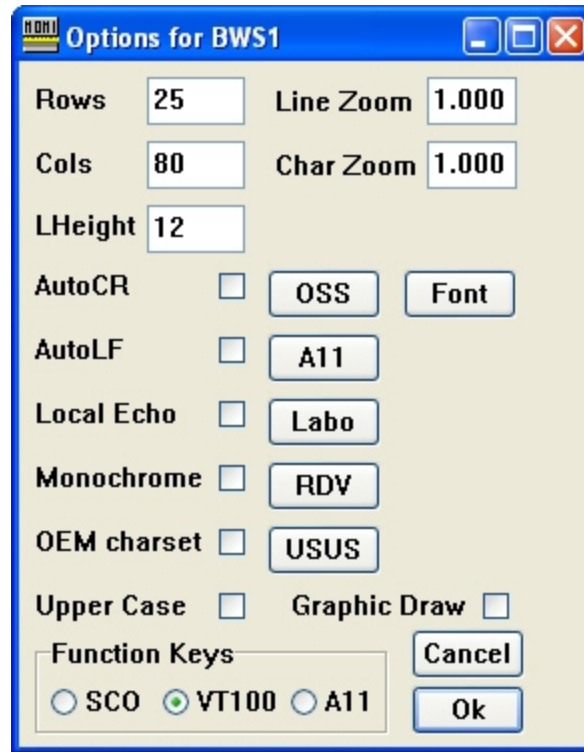 MOMI Options for BWS1
Rows 25 Line Zoom 1.000
Cols 80 Char Zoom 1.000
LHeight 12
AutoCR OSS Font
AutoLF A11
Local Echo Labo
Monochrome RDV
OEM charset USUS
Upper Case Graphic Draw
Function Keys Cancel
SCO VT100 A11 Ok